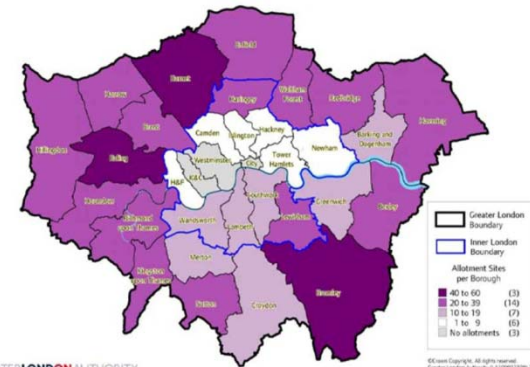 Enfield
Barnet
Harrow
Haringey
Waltham
Forest
Redbridge
Havering
Brent
Camden
Islington
Hackney
Barking and
Dagenham
Hillingdon
Ealing
Westminster
City
Tower
Hamlets
Newham
K&C
H&F
Southwark
Greenwich
Hounslow
Bexley
Richmond
upon Thames
Wandsworth
Lambeth
Lewisham
Merton
Kingston
upon Thames
Sutton
Croydon
Bromley
Greater London
Boundary
Inner London
Boundary
Allotment Sites
per Borough
40 to 60 (3)
20 to 39 (14)
10 to 19 (7)
1 to 9 (6)
No allotments (3)
©Crown Copyright. All rights reserved